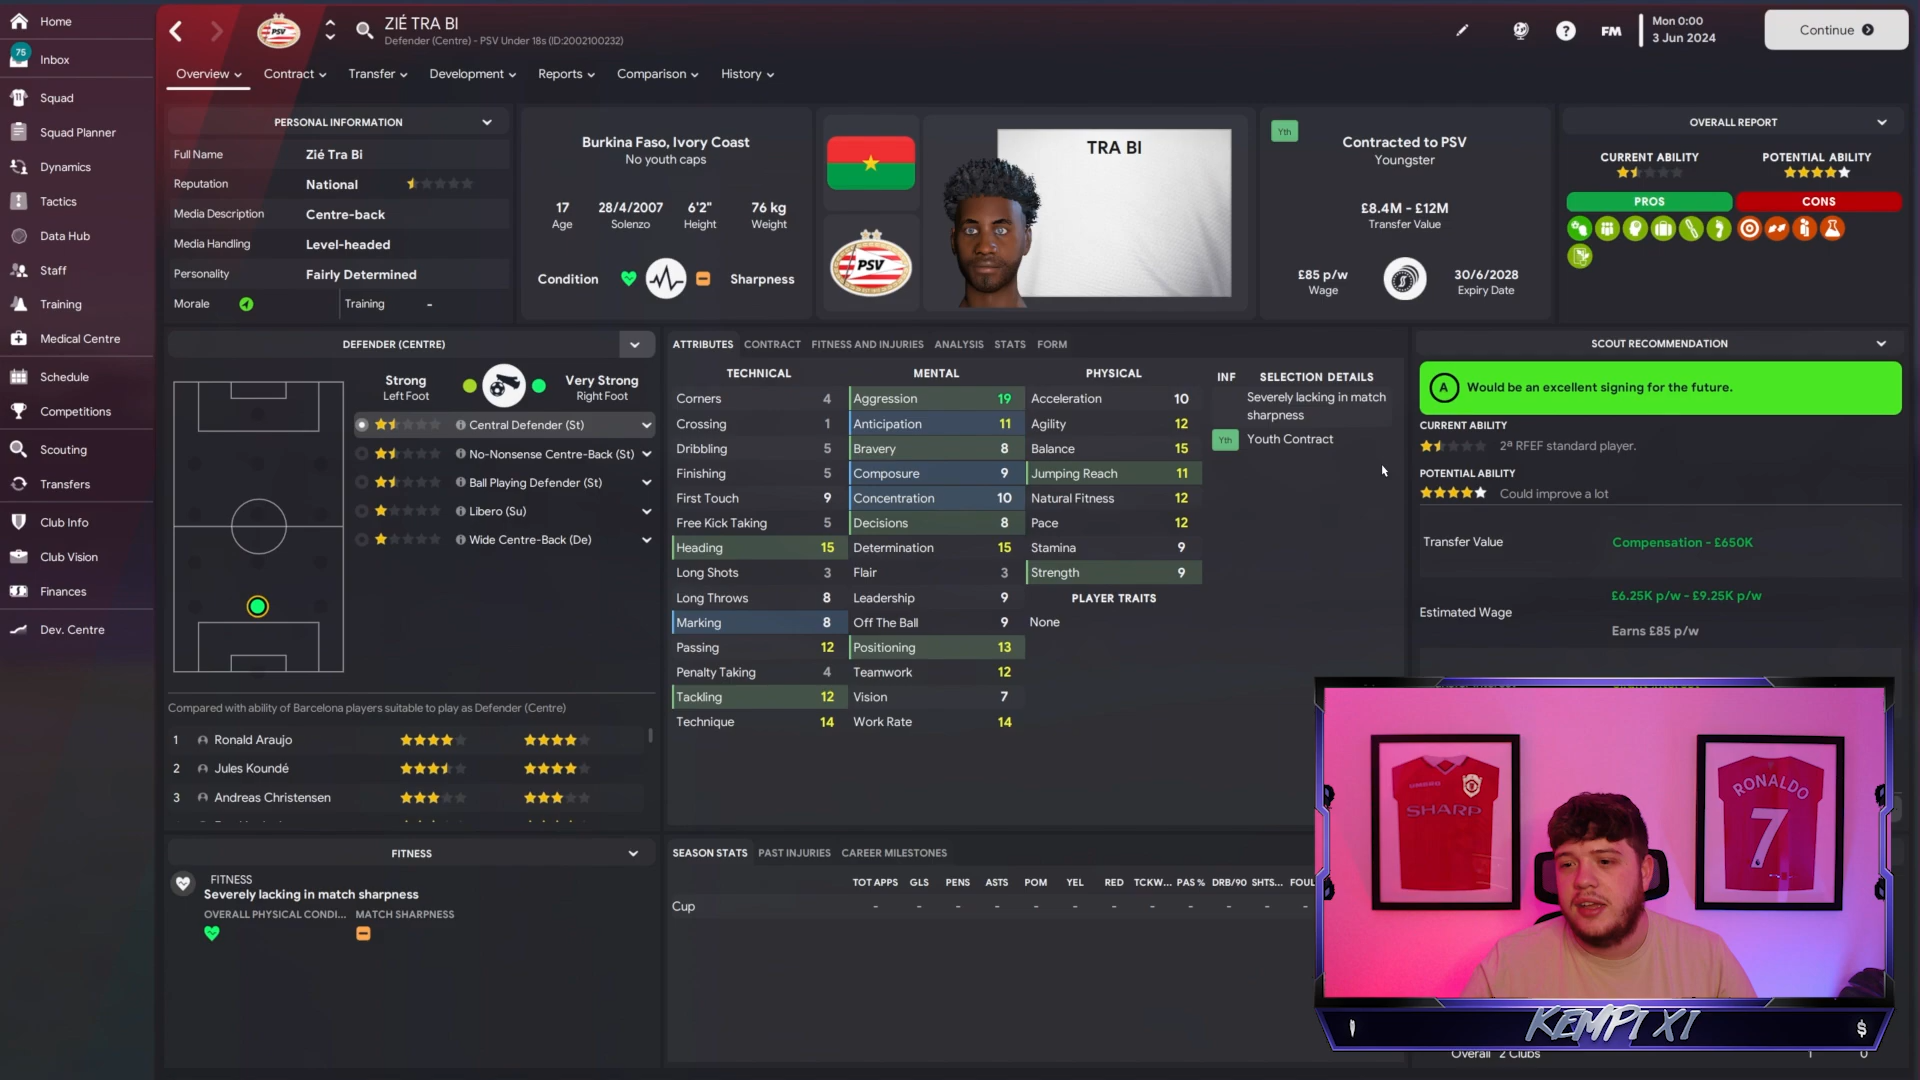 Home
75
Inbox
Squad
Squad Planner
Dynamics
Tactics
Data Hub
Staff
Training
Medical Centre
Schedule
Competitions
Scouting
Transfers
Club Info
Club Vision
Finances
Dev. Centre
PSV
ZIÉ TRA BI
Defender (Centre) - PSV Under 18s (ID:2002100232)
?
FM
Mon 0:00
3 Jun 2024
Continue
Overview Contract Transfer Development Reports Comparison History
PERSONAL INFORMATION
Full Name Zié Tra Bi
Reputation National
Media Description Centre-back
Media Handling Level-headed
Personality Fairly Determined
Morale Training -
Burkina Faso, Ivory Coast
No youth caps
17 28/4/2007 6'2" 76 kg
Age Solenzo Height Weight
Condition Sharpness
PSV
TRA BI
Yth
Contracted to PSV
Youngster
£8.4M - £12M
Transfer Value
£85 p/w 30/6/2028
Wage Expiry Date
OVERALL REPORT
CURRENT ABILITY POTENTIAL ABILITY
PROS CONS
DEFENDER (CENTRE)
Strong Very Strong
Left Foot Right Foot
Central Defender (St)
No-Nonsense Centre-Back (St)
Ball Playing Defender (St)
Libero (Su)
Wide Centre-Back (De)
Compared with ability of Barcelona players suitable to play as Defender (Centre)
1 Ronald Araujo
2 Jules Koundé
3 Andreas Christensen
FITNESS
FITNESS
Severely lacking in match sharpness
OVERALL PHYSICAL CONDI... MATCH SHARPNESS
ATTRIBUTES CONTRACT FITNESS AND INJURIES ANALYSIS STATS FORM
TECHNICAL MENTAL PHYSICAL
Corners 4 Aggression 19 Acceleration 10
Crossing 1 Anticipation 11 Agility 12
Dribbling 5 Bravery 8 Balance 15
Finishing 5 Composure 9 Jumping Reach 11
First Touch 9 Concentration 10 Natural Fitness 12
Free Kick Taking 5 Decisions 8 Pace 12
Heading 15 Determination 15 Stamina 9
Long Shots 3 Flair 3 Strength 9
Long Throws 8 Leadership 9 PLAYER TRAITS
Marking 8 Off The Ball 9 None
Passing 12 Positioning 13
Penalty Taking 4 Teamwork 12
Tackling 12 Vision 7
Technique 14 Work Rate 14
INF SELECTION DETAILS
Severely lacking in match
sharpness
Yth Youth Contract
SCOUT RECOMMENDATION
A Would be an excellent signing for the future.
CURRENT ABILITY
2ª RFEF standard player.
POTENTIAL ABILITY
Could improve a lot
Transfer Value Compensation - £650K
£6.25K p/w - £9.25K p/w
Estimated Wage
Earns £85 p/w
SEASON STATS PAST INJURIES CAREER MILESTONES
TOT APPS GLS PENS ASTS POM YEL RED TCKW... PAS % DRB/90 SHTS... FOUL
Cup - - - - - - - - - - - -
UMBRO
SHARP
RONALDO
7
KEMPI XI
$
Overall 2 Clubs